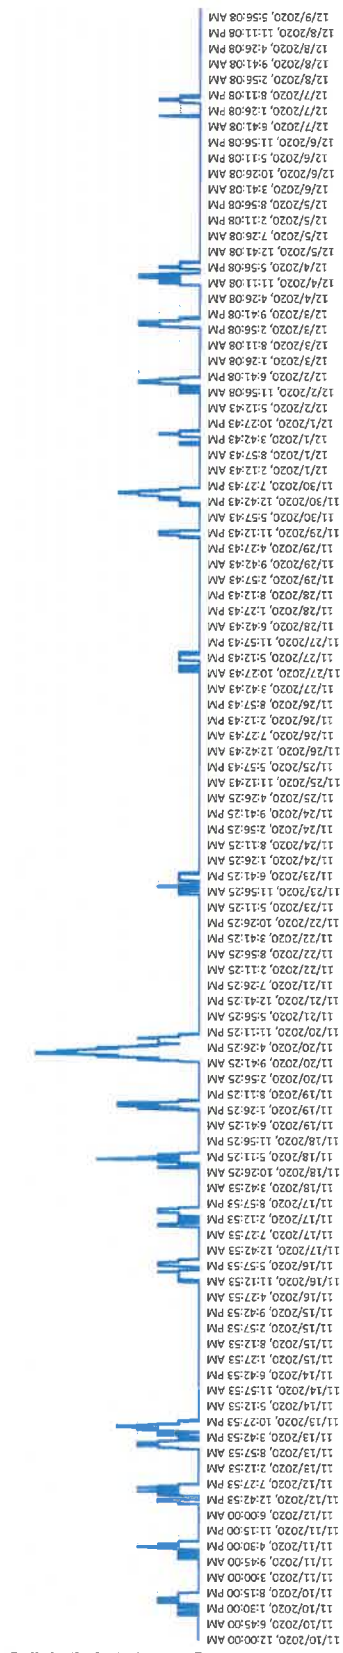 11/10/2020, 12:00:00 AM
11/10/2020, 6:45:00 AM
11/10/2020, 1:30:00 PM
11/10/2020, 8:15:00 PM
11/11/2020, 3:00:00 AM
11/11/2020, 9:45:00 AM
11/11/2020, 4:30:00 PM
11/11/2020, 11:15:00 PM
11/12/2020, 6:00:00 AM
11/12/2020, 12:42:53 PM
11/12/2020, 7:27:53 PM
11/13/2020, 2:12:53 AM
11/13/2020, 8:57:53 AM
11/13/2020, 3:42:53 PM
11/13/2020, 10:27:53 PM
11/14/2020, 5:12:53 AM
11/14/2020, 11:57:53 AM
11/14/2020, 6:42:53 PM
11/15/2020, 1:27:53 AM
11/15/2020, 8:12:53 AM
11/15/2020, 2:57:53 PM
11/15/2020, 9:42:53 PM
11/16/2020, 4:27:53 AM
11/16/2020, 11:12:53 AM
11/16/2020, 5:57:53 PM
11/17/2020, 12:42:53 AM
11/17/2020, 7:27:53 AM
11/17/2020, 2:12:53 PM
11/17/2020, 8:57:53 PM
11/18/2020, 3:42:53 AM
11/18/2020, 10:26:25 AM
11/18/2020, 5:11:25 PM
11/18/2020, 11:56:25 PM
11/19/2020, 6:41:25 AM
11/19/2020, 1:26:25 PM
11/19/2020, 8:11:25 PM
11/20/2020, 2:56:25 AM
11/20/2020, 9:41:25 AM
11/20/2020, 4:26:25 PM
11/20/2020, 11:11:25 PM
11/21/2020, 5:56:25 AM
11/21/2020, 12:41:25 PM
11/21/2020, 7:26:25 PM
11/22/2020, 2:11:25 AM
11/22/2020, 8:56:25 AM
11/22/2020, 3:41:25 PM
11/22/2020, 10:26:25 PM
11/23/2020, 5:11:25 AM
11/23/2020, 11:56:25 AM
11/23/2020, 6:41:25 PM
11/24/2020, 1:26:25 AM
11/24/2020, 8:11:25 AM
11/24/2020, 2:56:25 PM
11/24/2020, 9:41:25 PM
11/25/2020, 4:26:25 AM
11/25/2020, 11:12:43 AM
11/25/2020, 5:57:43 PM
11/26/2020, 12:42:43 AM
11/26/2020, 7:27:43 AM
11/26/2020, 2:12:43 PM
11/26/2020, 8:57:43 PM
11/27/2020, 3:42:43 AM
11/27/2020, 10:27:43 AM
11/27/2020, 5:12:43 PM
11/27/2020, 11:57:43 PM
11/28/2020, 6:42:43 AM
11/28/2020, 1:27:43 PM
11/28/2020, 8:12:43 PM
11/29/2020, 2:57:43 AM
11/29/2020, 9:42:43 AM
11/29/2020, 4:27:43 PM
11/29/2020, 11:12:43 PM
11/30/2020, 5:57:43 AM
11/30/2020, 12:42:43 PM
11/30/2020, 7:27:43 PM
12/1/2020, 2:12:43 AM
12/1/2020, 8:57:43 AM
12/1/2020, 3:42:43 PM
12/1/2020, 10:27:43 PM
12/2/2020, 5:12:43 AM
12/2/2020, 11:56:08 AM
12/2/2020, 6:41:08 PM
12/3/2020, 1:26:08 AM
12/3/2020, 8:11:08 AM
12/3/2020, 2:56:08 PM
12/3/2020, 9:41:08 PM
12/4/2020, 4:26:08 AM
12/4/2020, 11:11:08 AM
12/4/2020, 5:56:08 PM
12/5/2020, 12:41:08 AM
12/5/2020, 7:26:08 AM
12/5/2020, 2:11:08 PM
12/5/2020, 8:56:08 PM
12/6/2020, 3:41:08 AM
12/6/2020, 10:26:08 AM
12/6/2020, 5:11:08 PM
12/6/2020, 11:56:08 PM
12/7/2020, 6:41:08 AM
12/7/2020, 1:26:08 PM
12/7/2020, 8:11:08 PM
12/8/2020, 2:56:08 AM
12/8/2020, 9:41:08 AM
12/8/2020, 4:26:08 PM
12/8/2020, 11:11:08 PM
12/9/2020, 5:56:08 AM